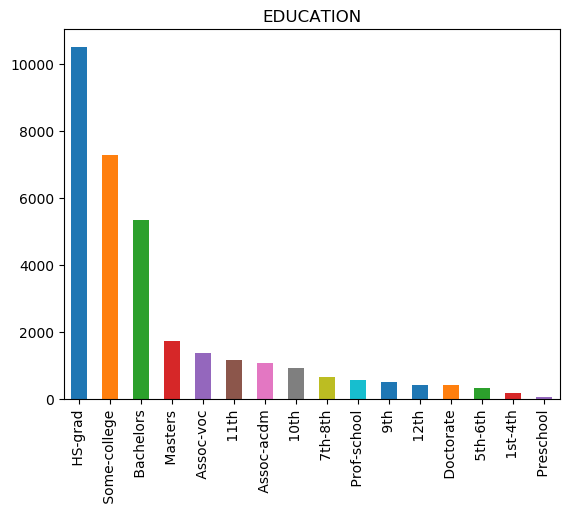 EDUCATION
10000
8000
6000
4000
2000
0
HS-grad
Some-college
Bachelors
Masters
Assoc-voc
11th
Assoc-acdm
10th
7th-8th
Prof-school
9th
12th
Doctorate
5th-6th
1st-4th
Preschool